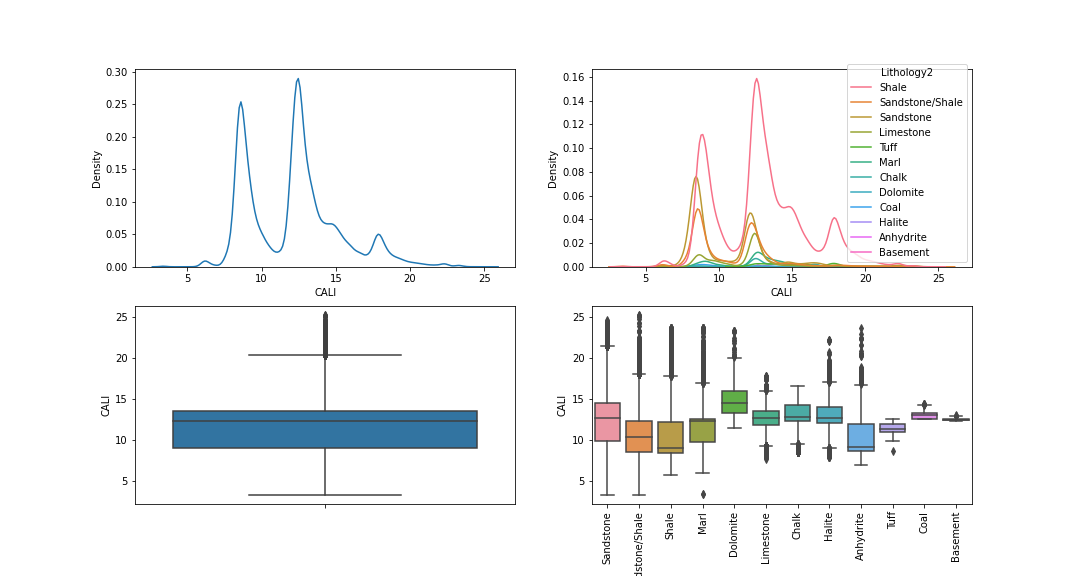 0.30
0.25
0.20
0.15
0.10
0.05
0.00
Density
5 10 15 20 25
CALI
0.16
0.14
0.12
0.10
0.08
0.06
0.04
0.02
0.00
Density
5 10 15 20 25
CALI
Lithology2
Shale
Sandstone/Shale
Sandstone
Limestone
Tuff
Marl
Chalk
Dolomite
Coal
Halite
Anhydrite
Basement
25
20
15
10
5
CALI
25
20
15
10
5
CALI
Sandstone
dstone/Shale
Shale
Marl
Dolomite
Limestone
Chalk
Halite
Anhydrite
Tuff
Coal
Basement